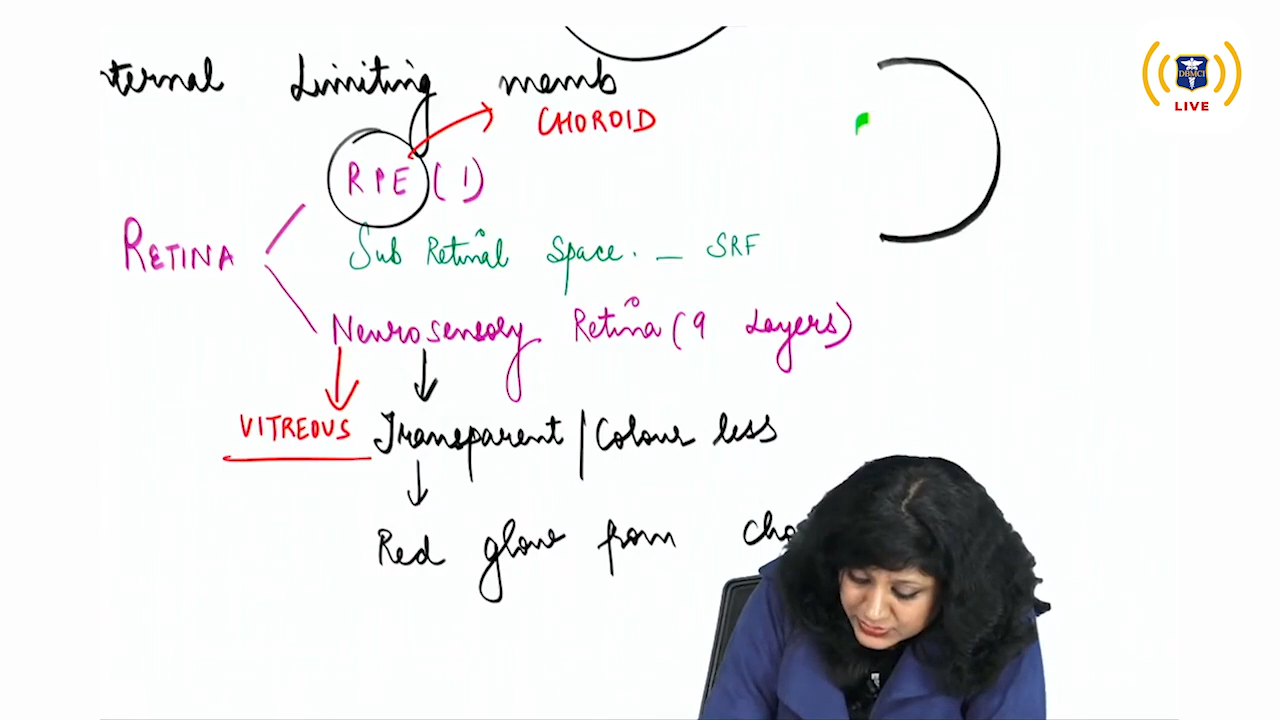 ternal Limiting memb
CHOROID
RPE (1)
RETINA
Sub Retinal Space. - SRF
Neurosensory Retina (9 Layers)
VITREOUS
Transparent / Colour less
Red glow from cho
DBMCI
LIVE